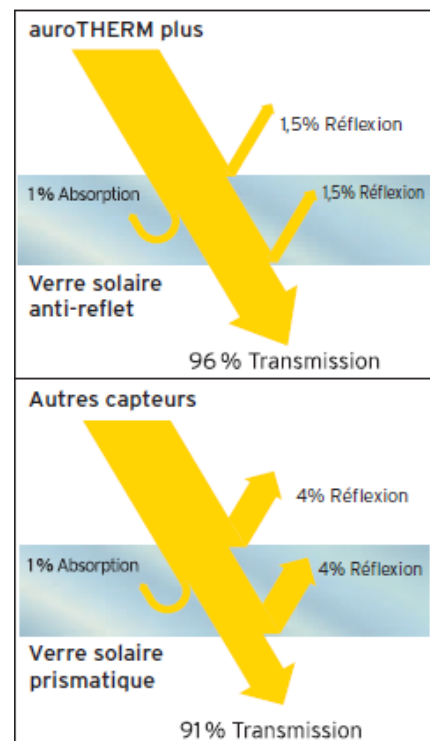 auroTHERM plus
1,5% Réflexion
1% Absorption
1,5% Réflexion
Verre solaire
anti-reflet
96 % Transmission
Autres capteurs
4% Réflexion
1% Absorption
4% Réflexion
Verre solaire
prismatique
91% Transmission